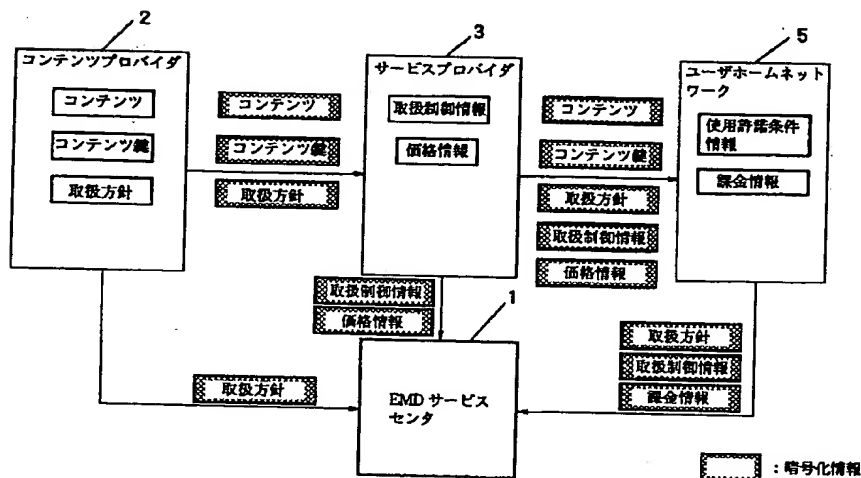 2
コンテンツプロバイダ
コンテンツ
コンテンツ鍵
取扱方針
コンテンツ
コンテンツ鍵
取扱方針
3
サービスプロバイダ
取扱制御情報
価格情報
コンテンツ
コンテンツ鍵
取扱方針
取扱制御情報
価格情報
5
ユーザホームネット
ワーク
使用許諾条件
情報
課金情報
取扱制御情報
価格情報
取扱方針
1
EMDサービス
センタ
取扱方針
取扱制御情報
課金情報
：暗号化情報